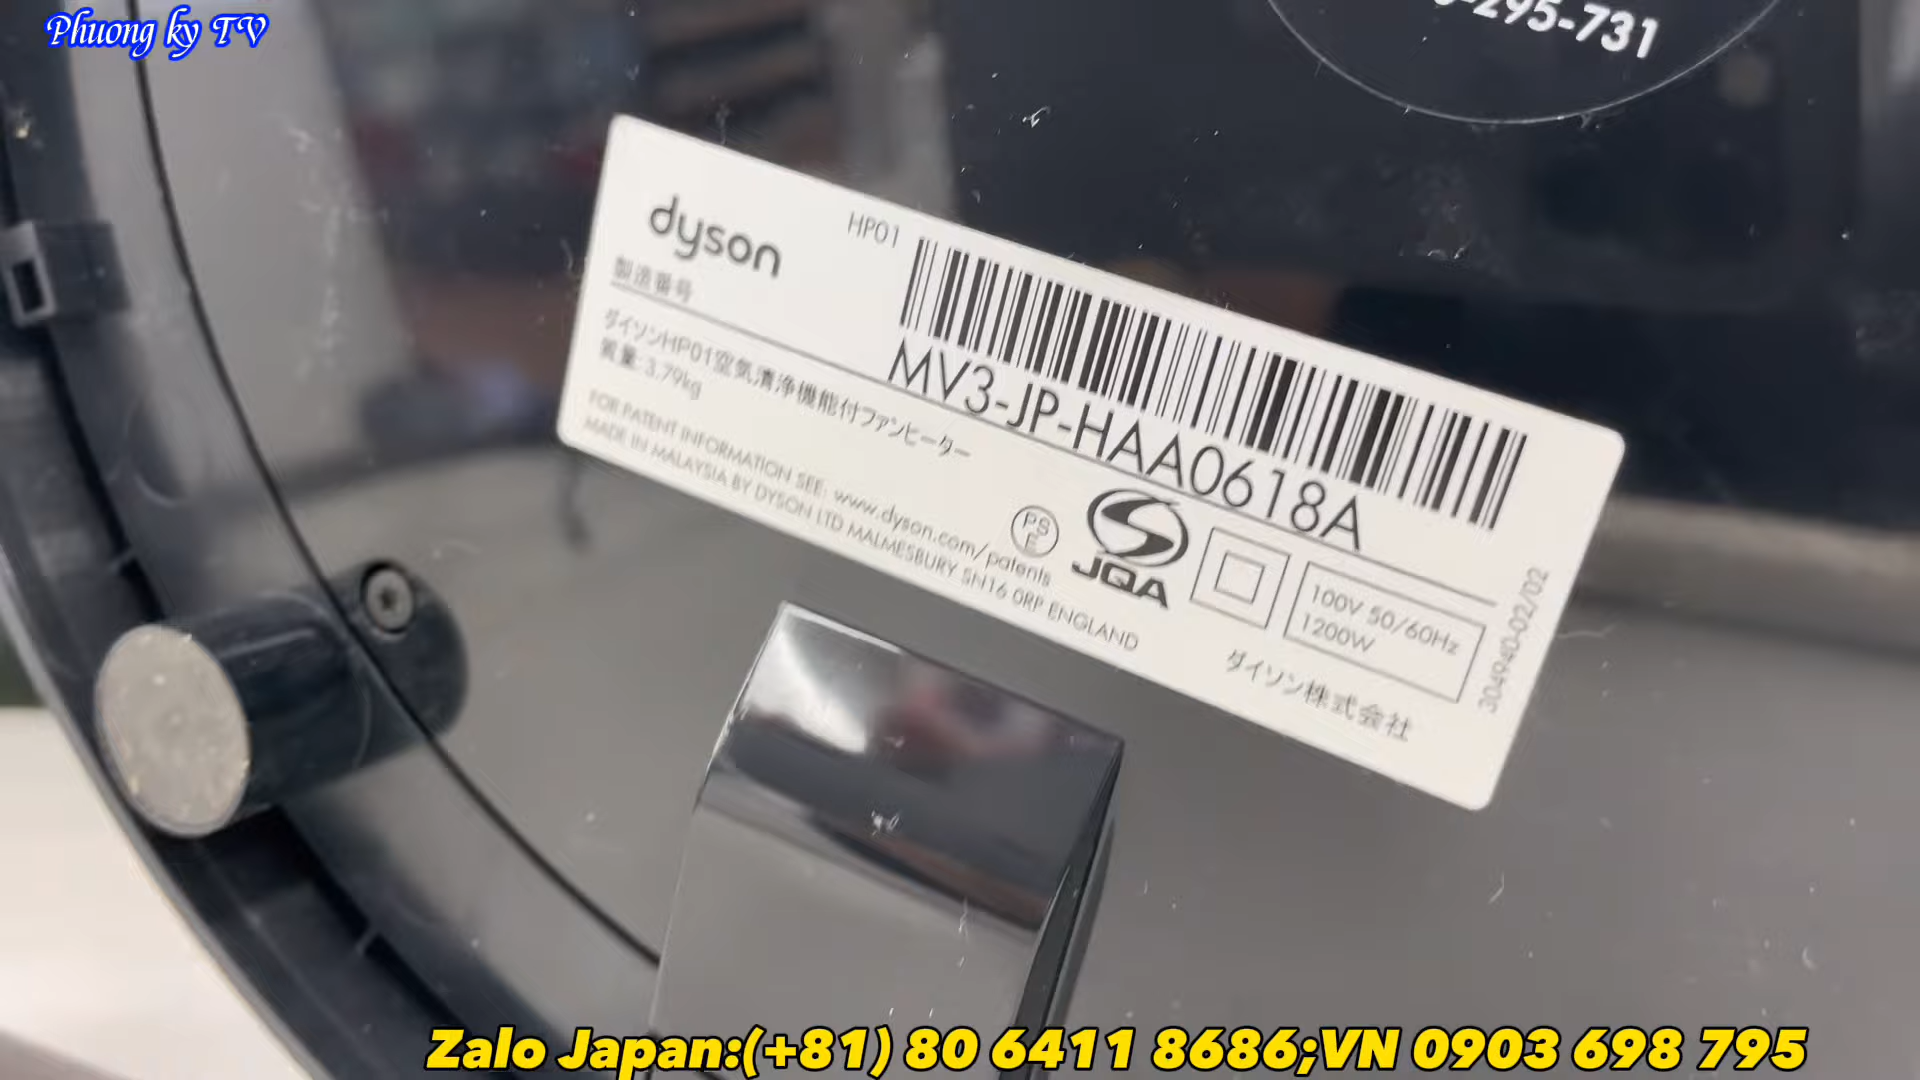 Phuong ky TV
-295-731
dyson
HP01
製造番号
MV3-JP-HAA0618A
ダイソンHP01空気清浄機能付ファンヒーター
質量:3.79kg
FOR PATENT INFORMATION SEE: www.dyson.com/patents
MADE IN MALAYSIA BY DYSON LTD MALMESBURY SN16 0RP ENGLAND
PS
E
JQA
100V 50/60Hz
1200W
ダイソン株式会社
304940-02/02
Zalo Japan:(+81) 80 6411 8686;VN 0903 698 795